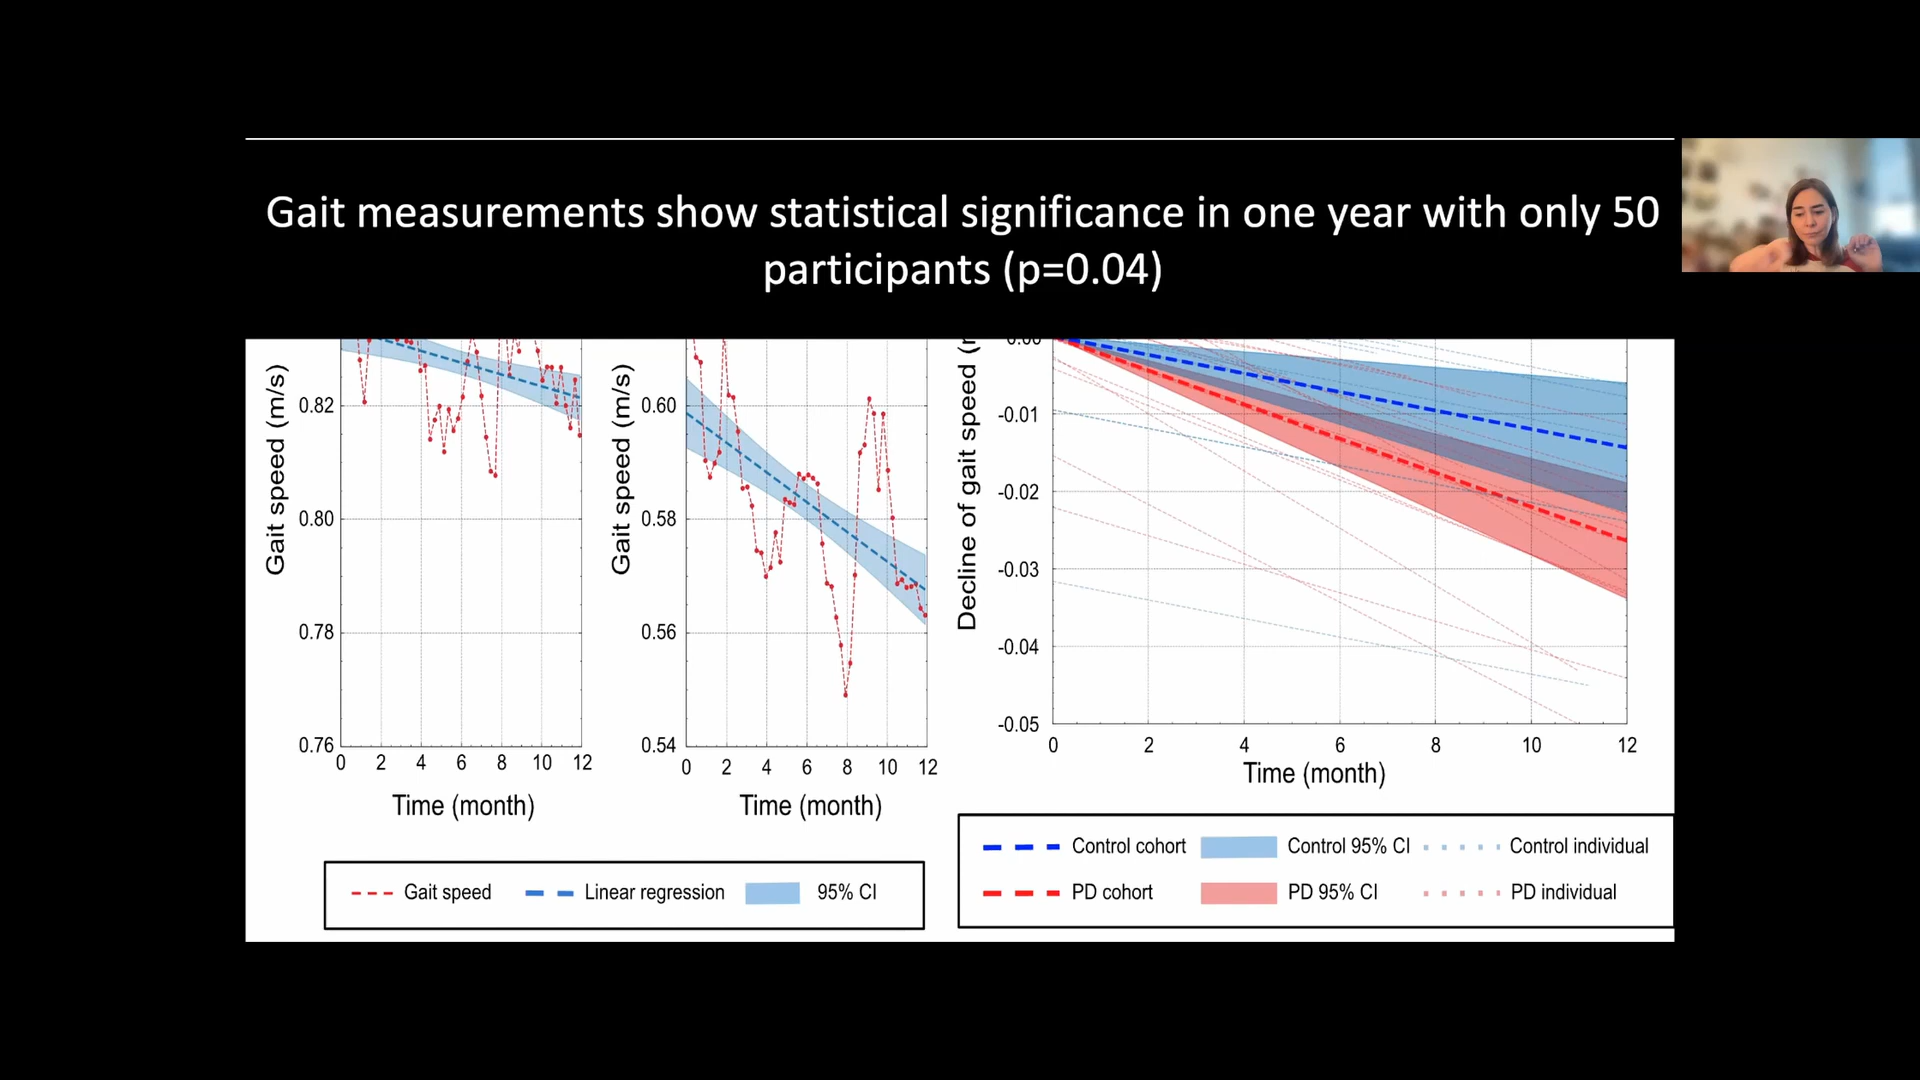 Gait measurements show statistical significance in one year with only 50
participants (p=0.04)
Gait speed (m/s)
0.82
0.80
0.78
0.76
0 2 4 6 8 10 12
Time (month)
Gait speed (m/s)
0.60
0.58
0.56
0.54
0 2 4 6 8 10 12
Time (month)
Gait speed
Linear regression
95% CI
Decline of gait speed
0.00
-0.01
-0.02
-0.03
-0.04
-0.05
0 2 4 6 8 10 12
Time (month)
Control cohort
Control 95% CI
Control individual
PD cohort
PD 95% CI
PD individual